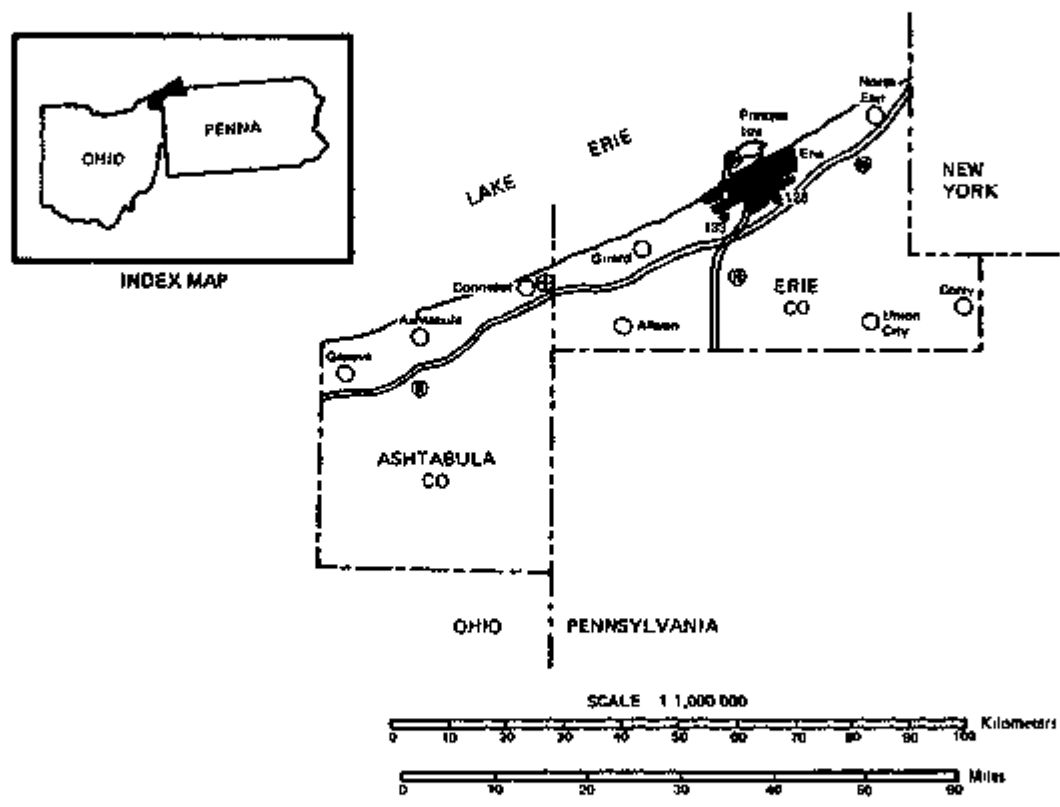 OHIO
PENNA
INDEX MAP
LAKE ERIE
North
East
Erie
NEW
YORK
Girard
Conneaut
ERIE
CO
Corry
Union
City
Albion
Ashtabula
Geneva
ASHTABULA
CO
OHIO
PENNSYLVANIA
SCALE 1 1,000 000
Kilometers
0 10 20 30 40 50 60 70 80 90 100
Miles
0 10 20 30 40 50 60